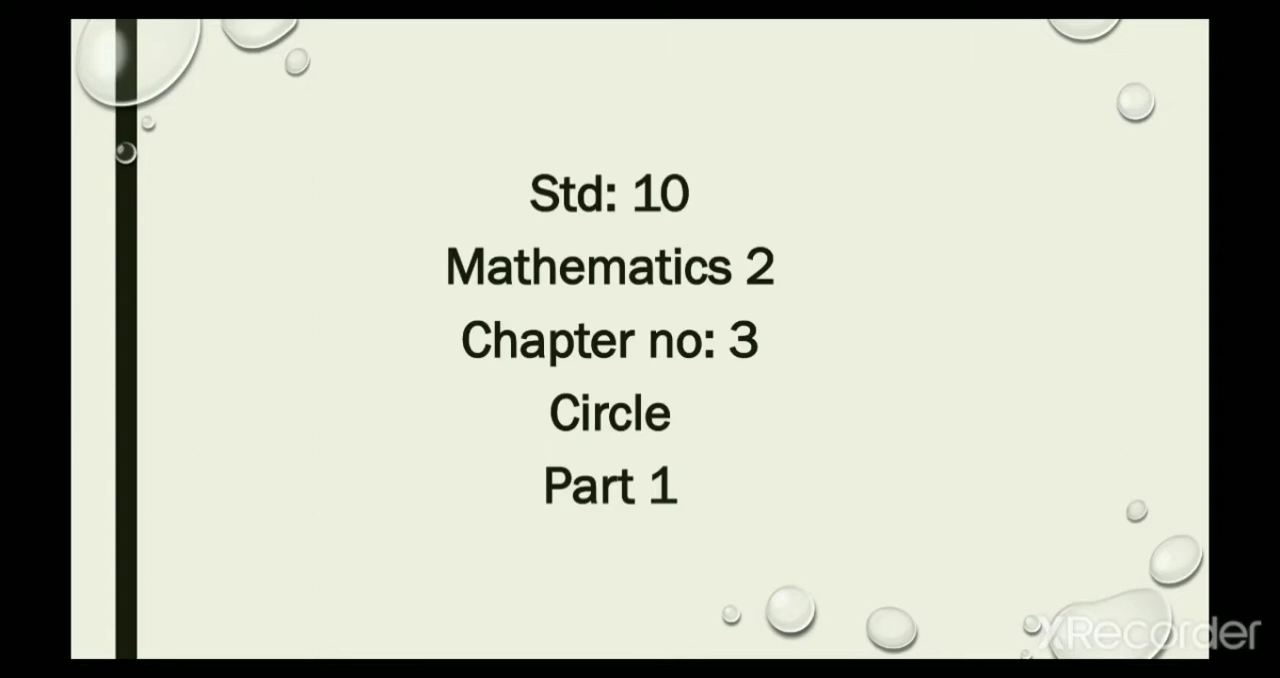 Std: 10
Mathematics 2
Chapter no: 3
Circle
Part 1
XRecorder